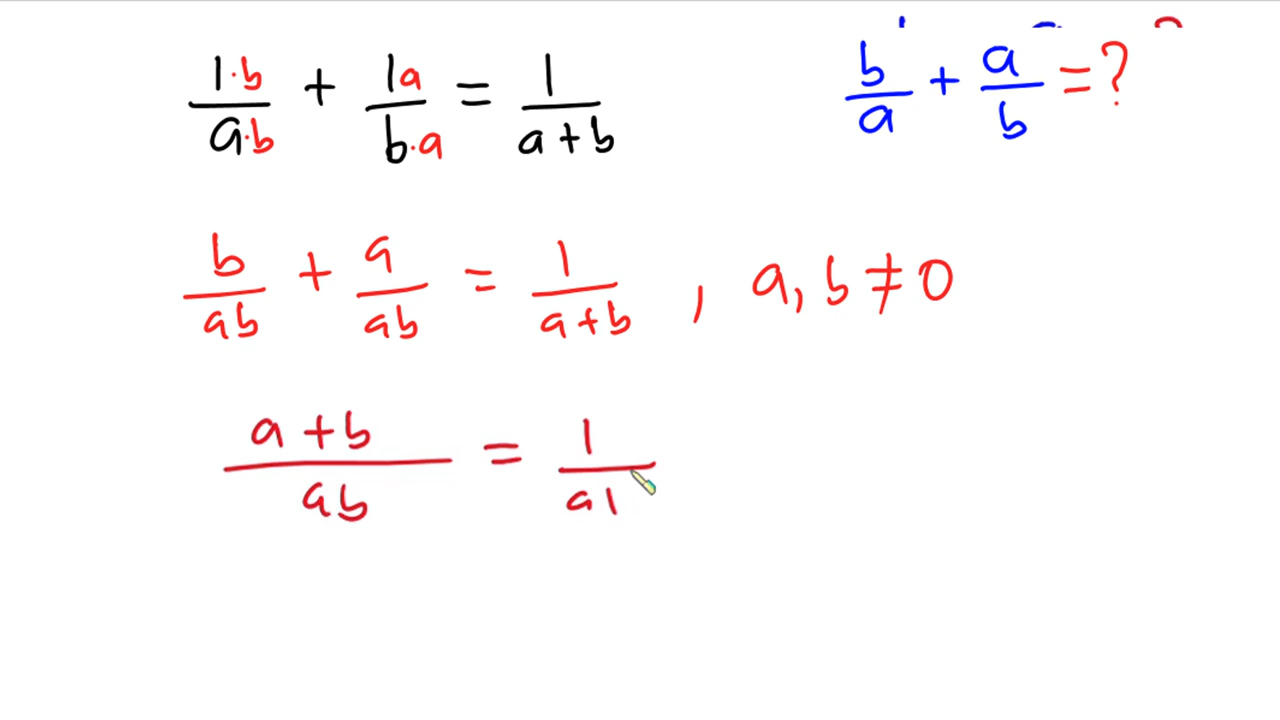 1·b/a·b + 1a/b·a = 1/a+b
b/a + a/b = ?
b/ab + a/ab = 1/a+b , a, b ≠ 0
a+b/ab = 1/a